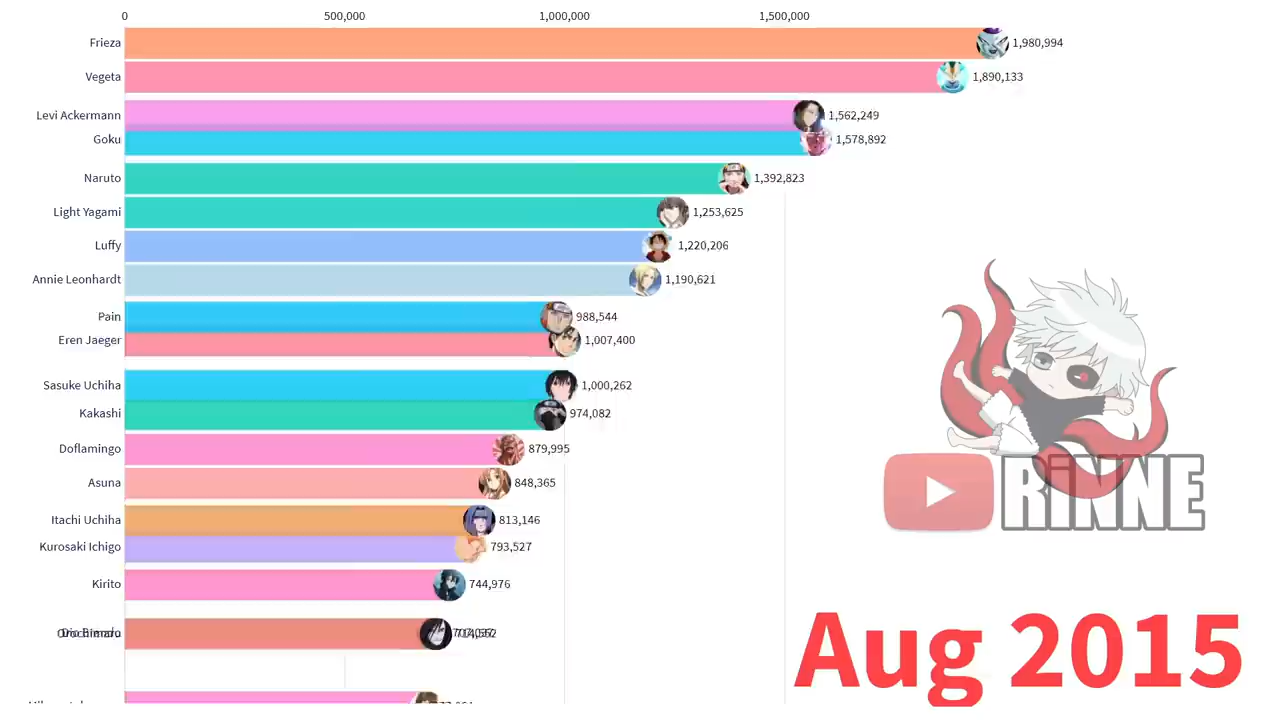 0 500,000 1,000,000 1,500,000
Frieza 1,980,994
Vegeta 1,890,133
Levi Ackermann 1,562,249
Goku 1,578,892
Naruto 1,392,823
Light Yagami 1,253,625
Luffy 1,220,206
Annie Leonhardt 1,190,621
Pain 988,544
Eren Jaeger 1,007,400
Sasuke Uchiha 1,000,262
Kakashi 974,082
Doflamingo 879,995
Asuna 848,365
Itachi Uchiha 813,146
Kurosaki Ichigo 793,527
Kirito 744,976
RiNNE
Aug 2015